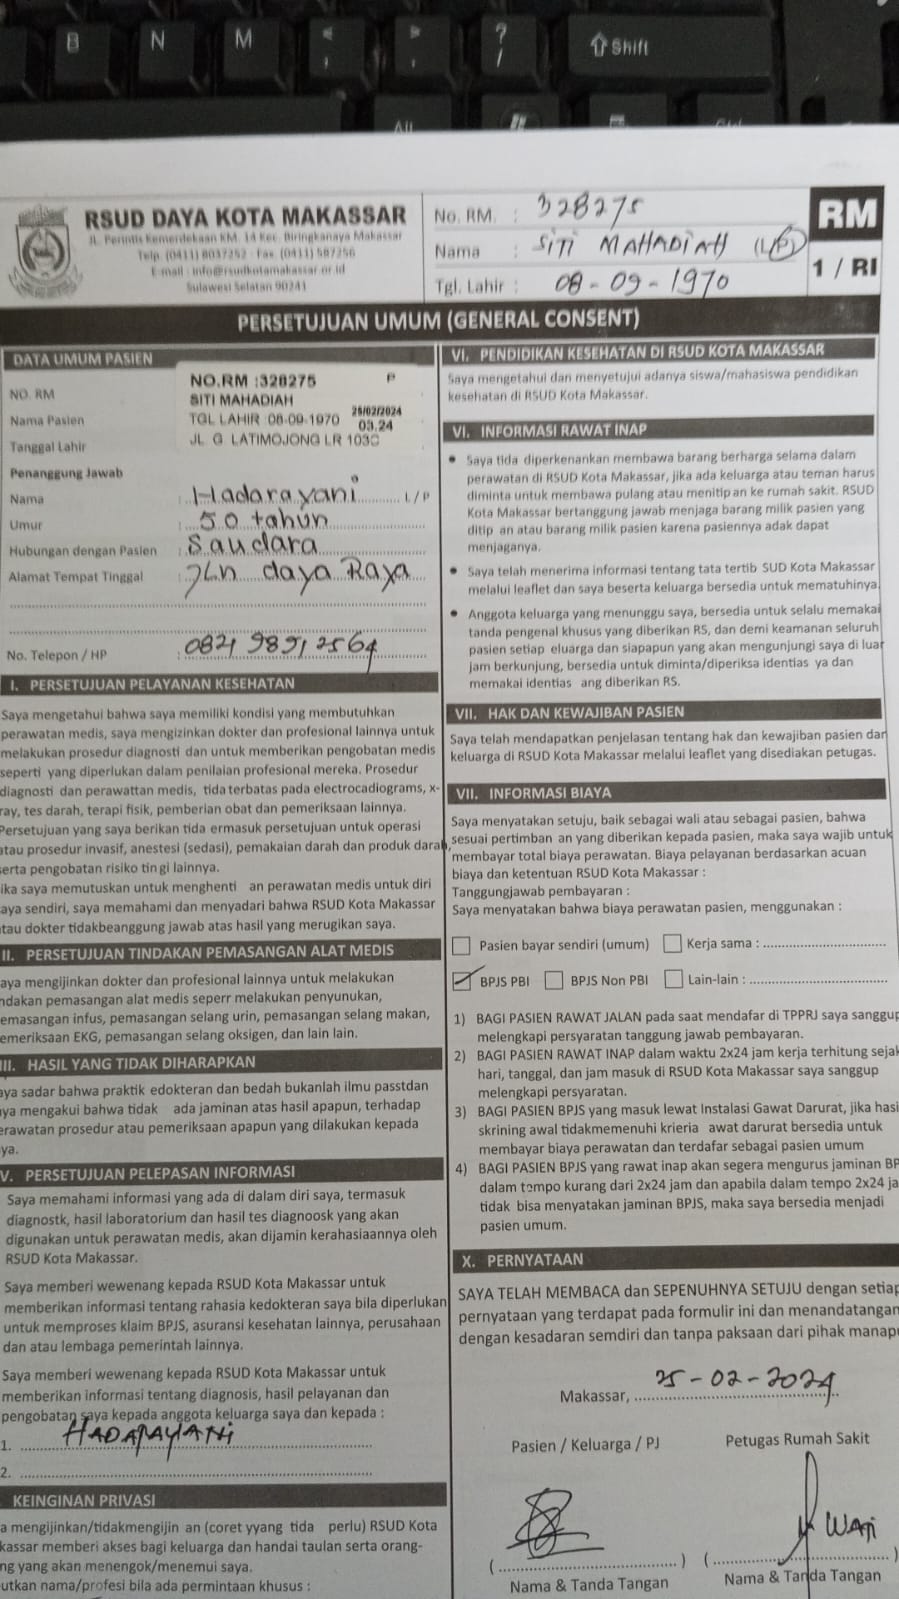 B N M < > ? / Shift
Alt
RSUD DAYA KOTA MAKASSAR
JL. Perintis Kemerdekaan KM. 14 Kec. Biringkanaya Makassar
Telp. (0411) 8037252 - Fax. (0411) 587256
E-mail : info@rsudkotamakassar.or.id
Sulawesi Selatan 90241
No. RM. : 328275
Nama : SITI MAHADIAH (L/P)
Tgl. Lahir : 08-09-1970
RM
1 / RI
PERSETUJUAN UMUM (GENERAL CONSENT)
DATA UMUM PASIEN
NO. RM
Nama Pasien
Tanggal Lahir
NO.RM :328275 P
SITI MAHADIAH
TGL LAHIR 08-09-1970 25/02/2024
03.24
JL G LATIMOJONG LR 103C
Penanggung Jawab
Nama : Hadarayani L / P
Umur : 50 tahun
Hubungan dengan Pasien : Saudara
Alamat Tempat Tinggal : Jln daya Raya
No. Telepon / HP :
I. PERSETUJUAN PELAYANAN KESEHATAN
Saya mengetahui bahwa saya memiliki kondisi yang membutuhkan
perawatan medis, saya mengizinkan dokter dan profesional lainnya untuk
melakukan prosedur diagnosti dan untuk memberikan pengobatan medis
seperti yang diperlukan dalam penilaian profesional mereka. Prosedur
diagnosti dan perawattan medis, tida terbatas pada electrocadiograms, x-
ray, tes darah, terapi fisik, pemberian obat dan pemeriksaan lainnya.
Persetujuan yang saya berikan tida ermasuk persetujuan untuk operasi
atau prosedur invasif, anestesi (sedasi), pemakaian darah dan produk darah,
serta pengobatan risiko tin gi lainnya.
ika saya memutuskan untuk menghenti an perawatan medis untuk diri
aya sendiri, saya memahami dan menyadari bahwa RSUD Kota Makassar
tau dokter tidakbeanggung jawab atas hasil yang merugikan saya.
II. PERSETUJUAN TINDAKAN PEMASANGAN ALAT MEDIS
aya mengijinkan dokter dan profesional lainnya untuk melakukan
ndakan pemasangan alat medis seperr melakukan penyunukan,
emasangan infus, pemasangan selang urin, pemasangan selang makan,
emeriksaan EKG, pemasangan selang oksigen, dan lain lain.
III. HASIL YANG TIDAK DIHARAPKAN
aya sadar bahwa praktik edokteran dan bedah bukanlah ilmu passtdan
ya mengakui bahwa tidak ada jaminan atas hasil apapun, terhadap
erawatan prosedur atau pemeriksaan apapun yang dilakukan kepada
ya.
V. PERSETUJUAN PELEPASAN INFORMASI
Saya memahami informasi yang ada di dalam diri saya, termasuk
diagnostk, hasil laboratorium dan hasil tes diagnoosk yang akan
digunakan untuk perawatan medis, akan dijamin kerahasiaannya oleh
RSUD Kota Makassar.
Saya memberi wewenang kepada RSUD Kota Makassar untuk
memberikan informasi tentang rahasia kedokteran saya bila diperlukan
untuk memproses klaim BPJS, asuransi kesehatan lainnya, perusahaan
dan atau lembaga pemerintah lainnya.
Saya memberi wewenang kepada RSUD Kota Makassar untuk
memberikan informasi tentang diagnosis, hasil pelayanan dan
pengobatan saya kepada anggota keluarga saya dan kepada :
1. HADARAYANI
2.
KEINGINAN PRIVASI
a mengijinkan/tidakmengijin an (coret yyang tida perlu) RSUD Kota
kassar memberi akses bagi keluarga dan handai taulan serta orang-
ng yang akan menengok/menemui saya.
utkan nama/profesi bila ada permintaan khusus :
VI. PENDIDIKAN KESEHATAN DI RSUD KOTA MAKASSAR
Saya mengetahui dan menyetujui adanya siswa/mahasiswa pendidikan
kesehatan di RSUD Kota Makassar.
VI. INFORMASI RAWAT INAP
• Saya tida diperkenankan membawa barang berharga selama dalam
perawatan di RSUD Kota Makassar, jika ada keluarga atau teman harus
diminta untuk membawa pulang atau menitip an ke rumah sakit. RSUD
Kota Makassar bertanggung jawab menjaga barang milik pasien yang
ditip an atau barang milik pasien karena pasiennya adak dapat
menjaganya.
• Saya telah menerima informasi tentang tata tertib SUD Kota Makassar
melalui leaflet dan saya beserta keluarga bersedia untuk mematuhinya.
• Anggota keluarga yang menunggu saya, bersedia untuk selalu memakai
tanda pengenal khusus yang diberikan RS, dan demi keamanan seluruh
pasien setiap eluarga dan siapapun yang akan mengunjungi saya di luar
jam berkunjung, bersedia untuk diminta/diperiksa identias ya dan
memakai identias ang diberikan RS.
VII. HAK DAN KEWAJIBAN PASIEN
Saya telah mendapatkan penjelasan tentang hak dan kewajiban pasien dan
keluarga di RSUD Kota Makassar melalui leaflet yang disediakan petugas.
VII. INFORMASI BIAYA
Saya menyatakan setuju, baik sebagai wali atau sebagai pasien, bahwa
sesuai pertimban an yang diberikan kepada pasien, maka saya wajib untuk
membayar total biaya perawatan. Biaya pelayanan berdasarkan acuan
biaya dan ketentuan RSUD Kota Makassar :
Tanggungjawab pembayaran :
Saya menyatakan bahwa biaya perawatan pasien, menggunakan :
Pasien bayar sendiri (umum) Kerja sama :
BPJS PBI BPJS Non PBI Lain-lain :
1) BAGI PASIEN RAWAT JALAN pada saat mendafar di TPPRJ saya sanggup
melengkapi persyaratan tanggung jawab pembayaran.
2) BAGI PASIEN RAWAT INAP dalam waktu 2x24 jam kerja terhitung sejak
hari, tanggal, dan jam masuk di RSUD Kota Makassar saya sanggup
melengkapi persyaratan.
3) BAGI PASIEN BPJS yang masuk lewat Instalasi Gawat Darurat, jika hasi
skrining awal tidakmemenuhi krieria awat darurat bersedia untuk
membayar biaya perawatan dan terdafar sebagai pasien umum
4) BAGI PASIEN BPJS yang rawat inap akan segera mengurus jaminan BP
dalam tempo kurang dari 2x24 jam dan apabila dalam tempo 2x24 ja
tidak bisa menyatakan jaminan BPJS, maka saya bersedia menjadi
pasien umum.
X. PERNYATAAN
SAYA TELAH MEMBACA dan SEPENUHNYA SETUJU dengan setiap
pernyataan yang terdapat pada formulir ini dan menandatangan
dengan kesadaran semdiri dan tanpa paksaan dari pihak manap
Makassar, 25-02-2024
Pasien / Keluarga / PJ Petugas Rumah Sakit
WATI
Nama & Tanda Tangan Nama & Tanda Tangan